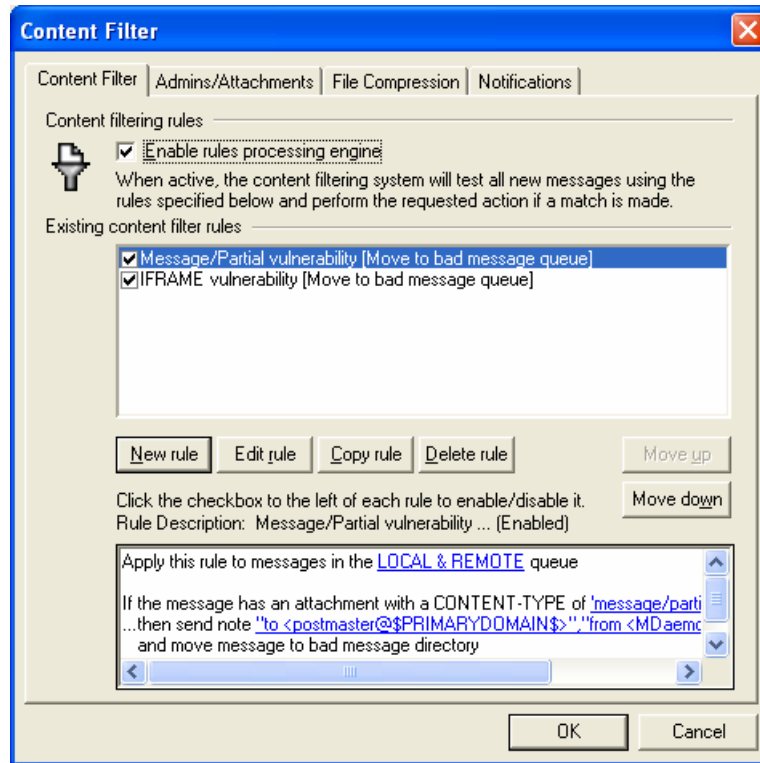 Content Filter
Content Filter Admins/Attachments File Compression Notifications
Content filtering rules
Enable rules processing engine
When active, the content filtering system will test all new messages using the
rules specified below and perform the requested action if a match is made.
Existing content filter rules
Message/Partial vulnerability [Move to bad message queue]
IFRAME vulnerability [Move to bad message queue]
New rule Edit rule Copy rule Delete rule Move up
Click the checkbox to the left of each rule to enable/disable it. Move down
Rule Description: Message/Partial vulnerability ... (Enabled)
Apply this rule to messages in the LOCAL & REMOTE queue
If the message has an attachment with a CONTENT-TYPE of 'message/parti
...then send note "to <postmaster@$PRIMARYDOMAIN$>","from <MDaemo
and move message to bad message directory
OK Cancel